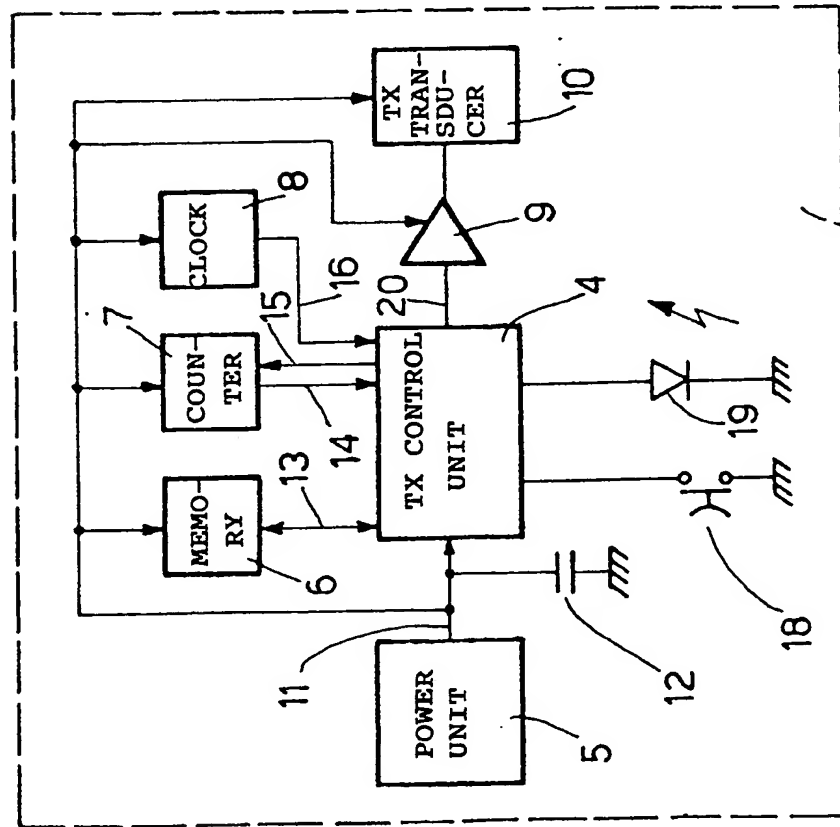 TX
TRAN-
SDU-
CER
10
CLOCK
8
7
COUN-
TER
16
15
14
9
20
MEMO-
RY
6
13
TX CONTROL
UNIT
4
11
POWER
UNIT
5
12
18
19